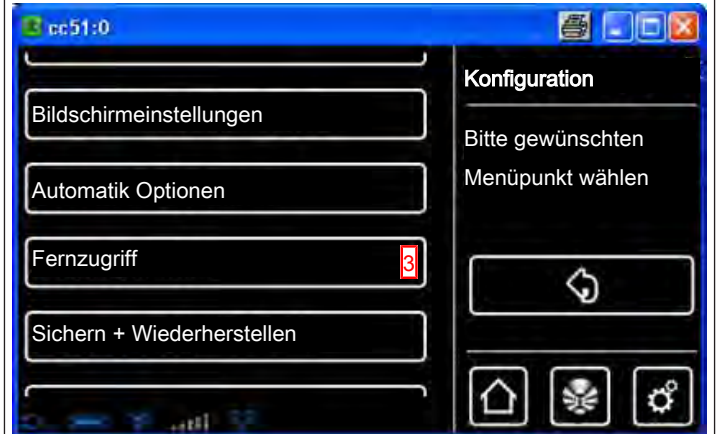 cc51:0
Bildschirmeinstellungen
Automatik Optionen
Fernzugriff 3
Sichern + Wiederherstellen
Konfiguration
Bitte gewünschten
Menüpunkt wählen